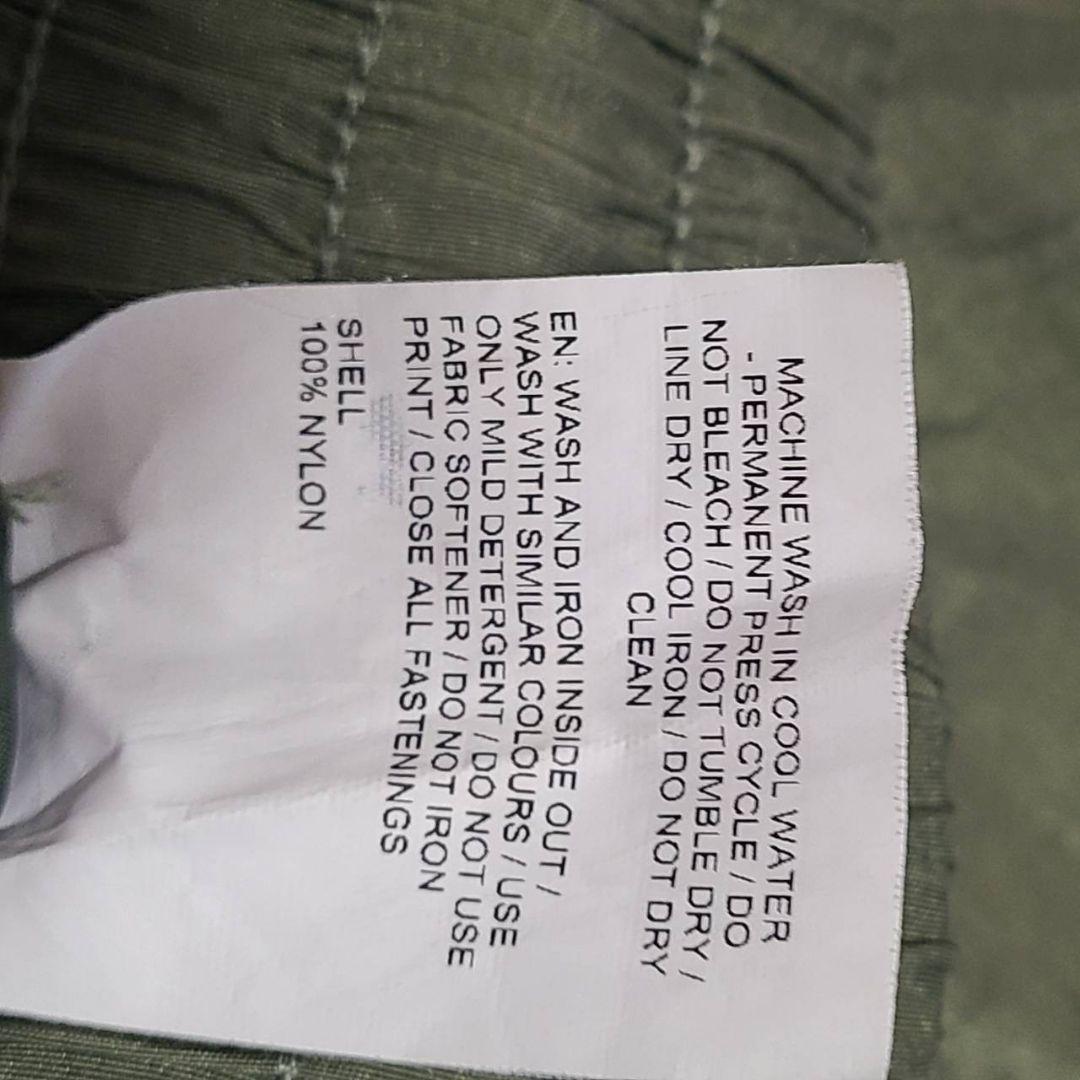 MACHINE WASH IN COOL WATER
- PERMANENT PRESS CYCLE / DO
NOT BLEACH / DO NOT TUMBLE DRY /
LINE DRY / COOL IRON / DO NOT DRY
CLEAN
EN: WASH AND IRON INSIDE OUT /
WASH WITH SIMILAR COLOURS / USE
ONLY MILD DETERGENT / DO NOT USE
FABRIC SOFTENER / DO NOT IRON
PRINT / CLOSE ALL FASTENINGS
SHELL
100% NYLON